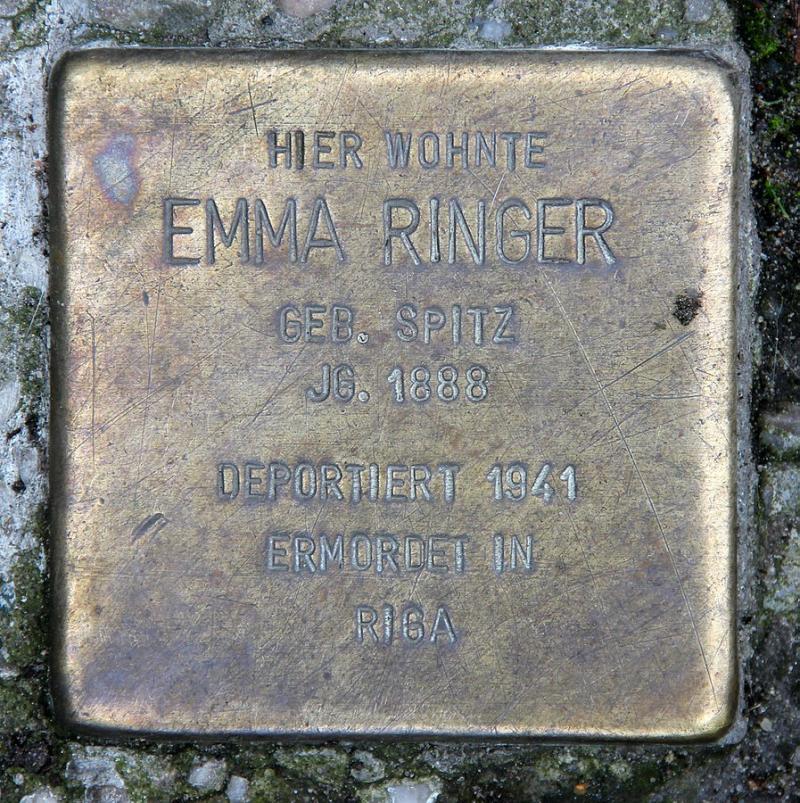 HIER WOHNTE
EMMA RINGER
GEB. SPITZ
JG. 1888
DEPORTIERT 1941
ERMORDET IN
RIGA